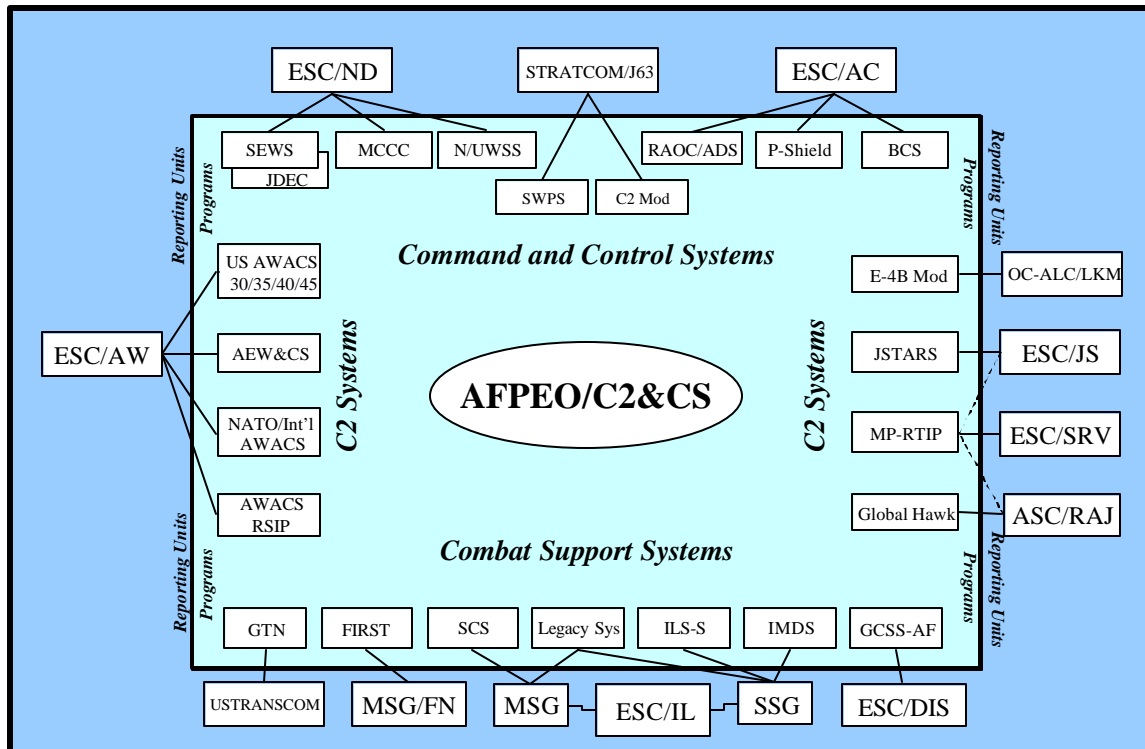 ESC/ND
STRATCOM/J63
ESC/AC
SEWS
JDEC
MCCC
N/UWSS
RAOC/ADS
P-Shield
BCS
SWPS
C2 Mod
Reporting Units
Programs
Programs
Reporting Units
Command and Control Systems
US AWACS
30/35/40/45
E-4B Mod
OC-ALC/LKM
ESC/AW
AEW&CS
C2 Systems
AFPEO/C2&CS
C2 Systems
JSTARS
ESC/JS
NATO/Int'l
AWACS
MP-RTIP
ESC/SRV
AWACS
RSIP
Global Hawk
ASC/RAJ
Combat Support Systems
Reporting Units
Programs
Programs
Reporting Units
GTN
FIRST
SCS
Legacy Sys
ILS-S
IMDS
GCSS-AF
USTRANSCOM
MSG/FN
MSG
ESC/IL
SSG
ESC/DIS